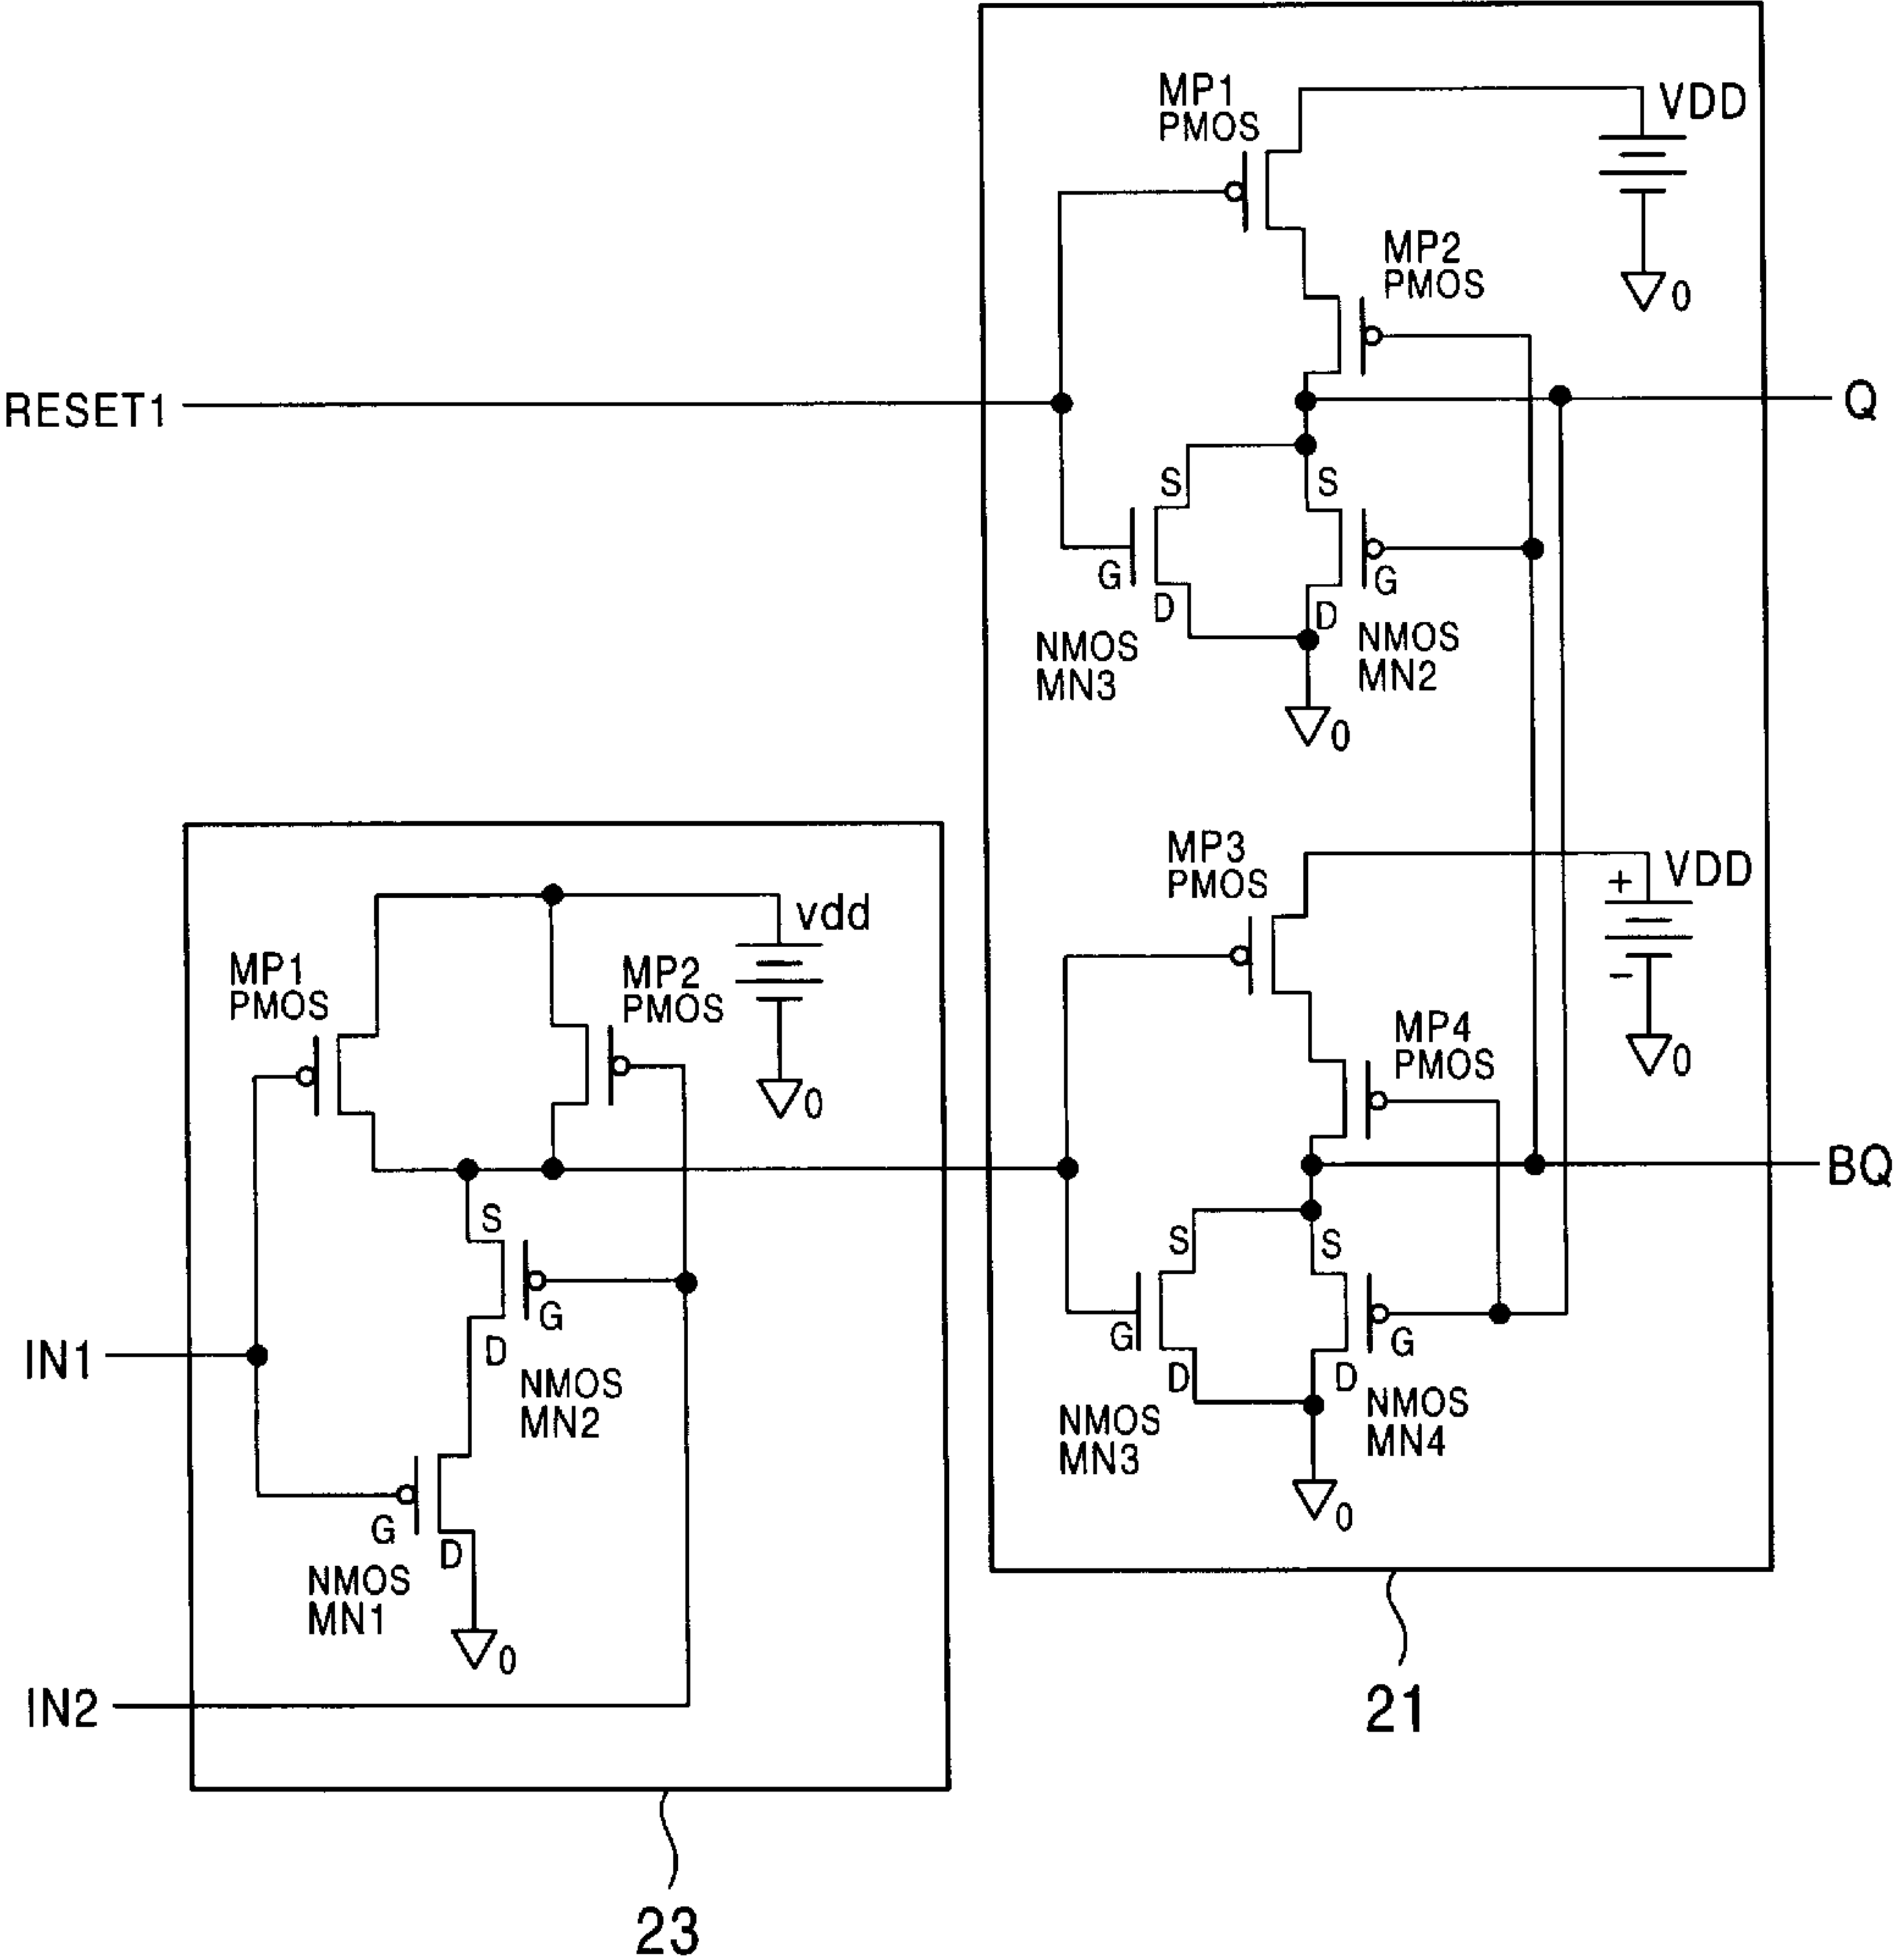 MP1
PMOS
VDD
MP2
PMOS
0
RESET1
Q
S
S
G
D
G
D
NMOS
MN3
NMOS
MN2
0
MP3
PMOS
VDD
+
−
0
MP4
PMOS
BQ
S
S
G
D
G
D
NMOS
MN3
NMOS
MN4
0
21
vdd
MP1
PMOS
MP2
PMOS
0
S
G
D
IN1
NMOS
MN2
G
D
NMOS
MN1
0
IN2
23